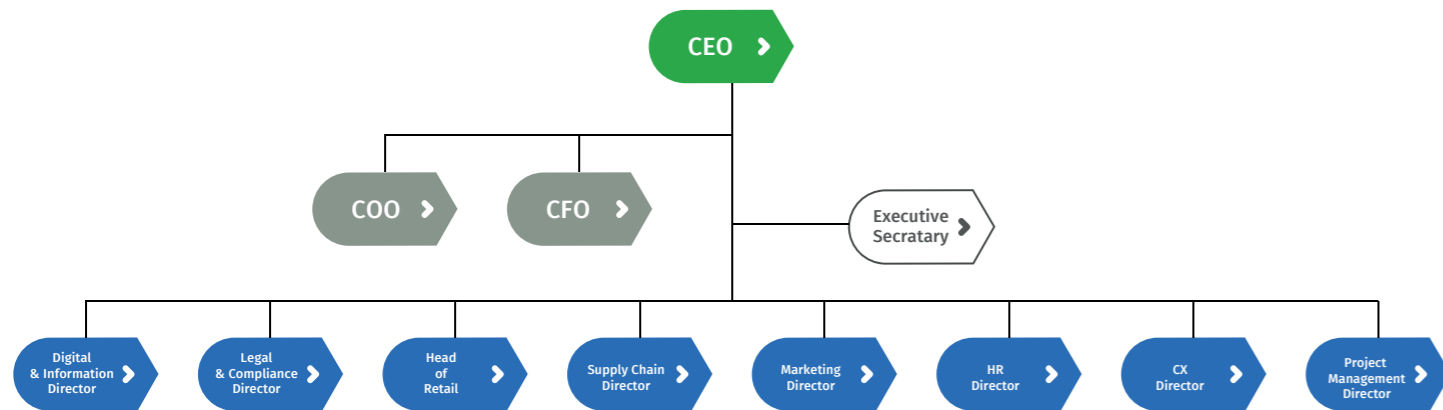 CEO
COO
CFO
Executive
Secratary
Digital
& Information
Director
Legal
& Compliance
Director
Head
of
Retail
Supply Chain
Director
Marketing
Director
HR
Director
CX
Director
Project
Management
Director